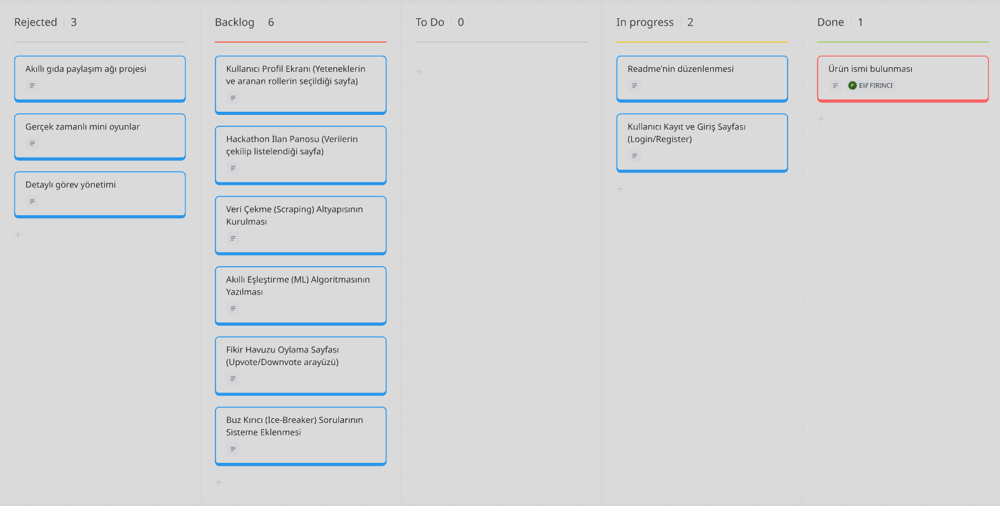 Rejected 3
Akıllı gıda paylaşım ağı projesi
Gerçek zamanlı mini oyunlar
Detaylı görev yönetimi
Backlog 6
Kullanıcı Profil Ekranı (Yeteneklerin
ve aranan rollerin seçildiği sayfa)
Hackathon İlan Panosu (Verilerin
çekilip listelendiği sayfa)
Veri Çekme (Scraping) Altyapısının
Kurulması
Akıllı Eşleştirme (ML) Algoritmasının
Yazılması
Fikir Havuzu Oylama Sayfası
(Upvote/Downvote arayüzü)
Buz Kırıcı (Ice-Breaker) Sorularının
Sisteme Eklenmesi
To Do 0
In progress 2
Readme'nin düzenlenmesi
Kullanıcı Kayıt ve Giriş Sayfası
(Login/Register)
Done 1
Ürün ismi bulunması
F Elif FIRINCI